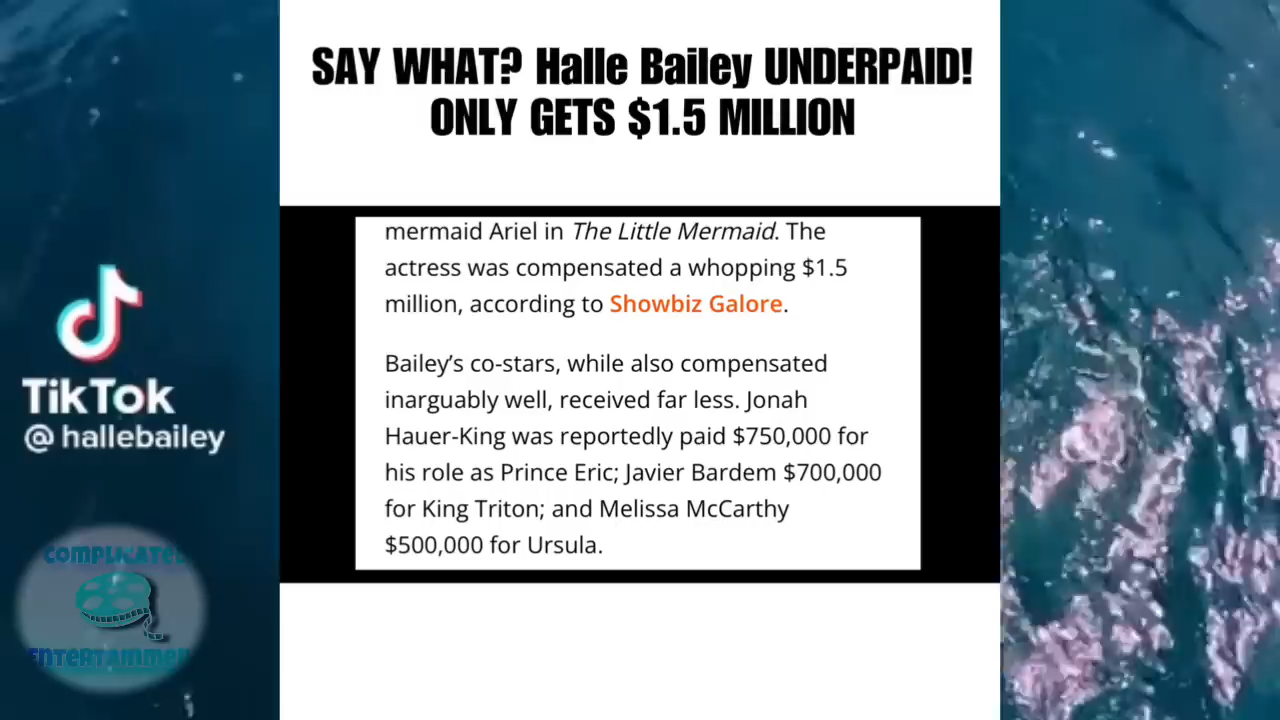 SAY WHAT? Halle Bailey UNDERPAID!
ONLY GETS $1.5 MILLION
mermaid Ariel in The Little Mermaid. The
actress was compensated a whopping $1.5
million, according to Showbiz Galore.
Bailey’s co-stars, while also compensated
inarguably well, received far less. Jonah
Hauer-King was reportedly paid $750,000 for
his role as Prince Eric; Javier Bardem $700,000
for King Triton; and Melissa McCarthy
$500,000 for Ursula.
TikTok
@hallebailey